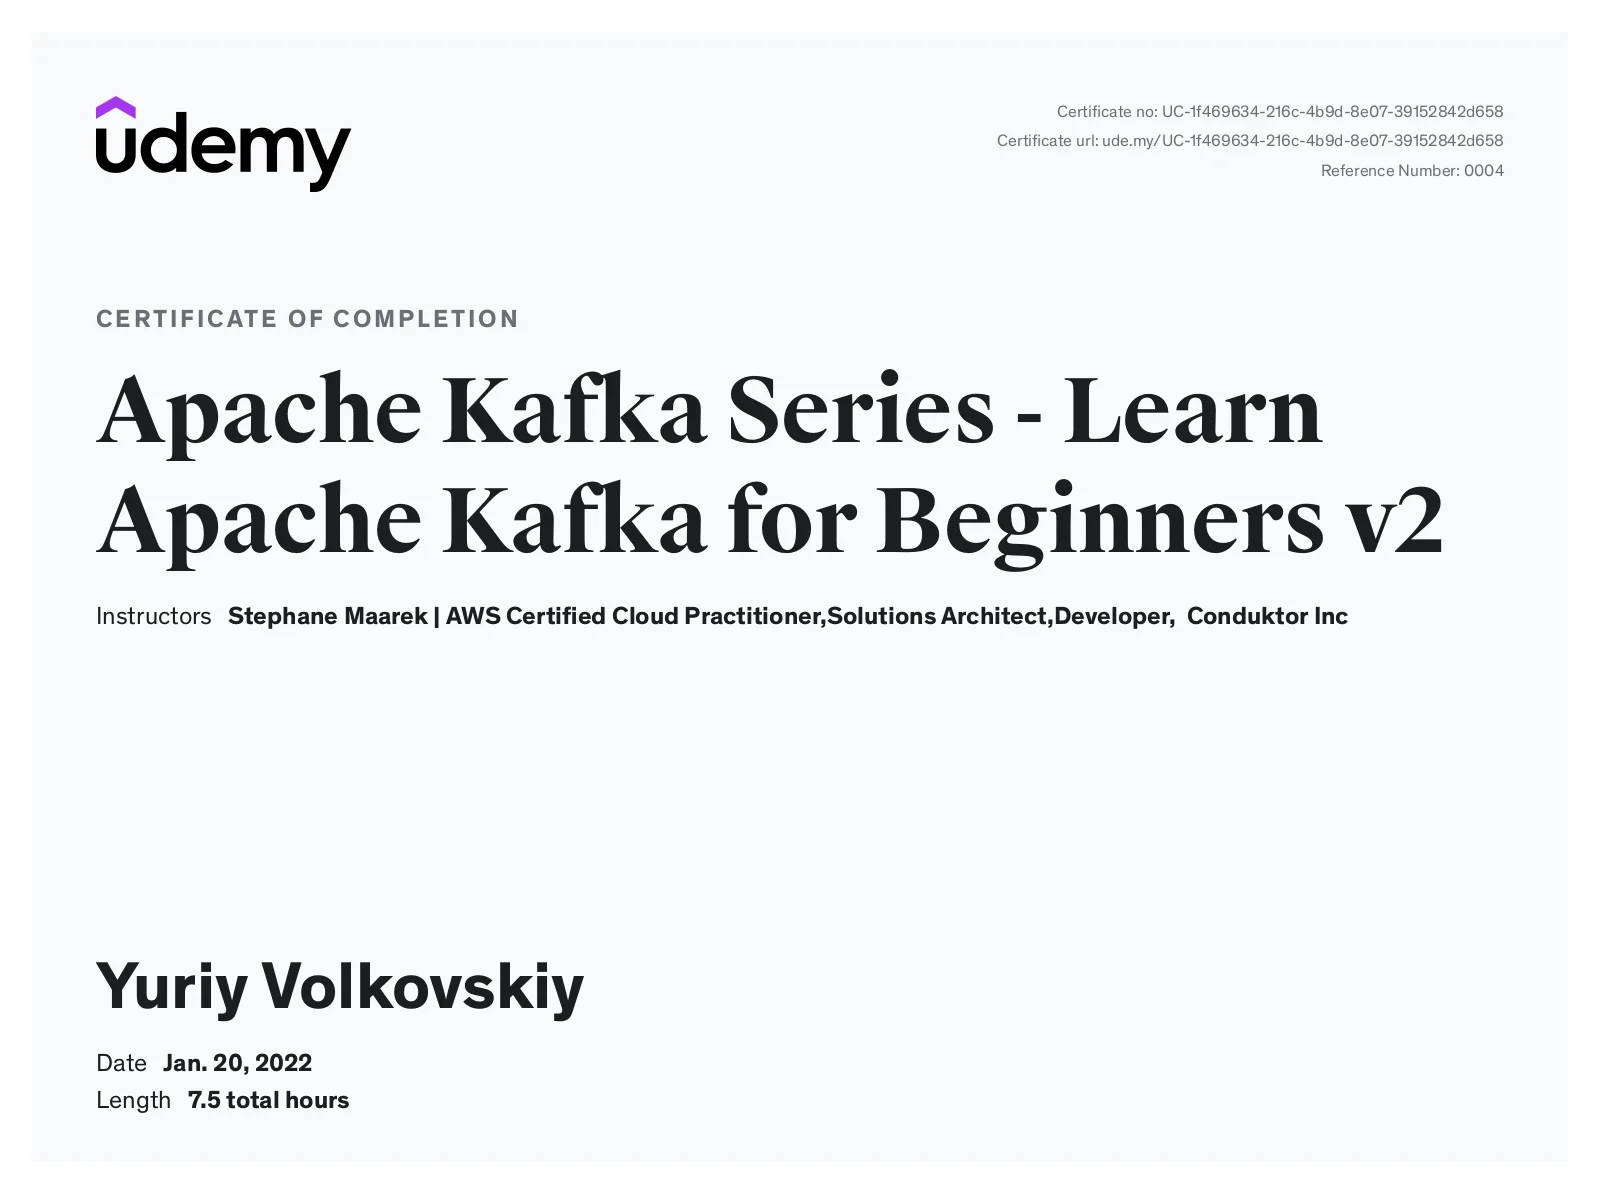 udemy
Certificate no: UC-1f469634-216c-4b9d-8e07-39152842d658
Certificate url: ude.my/UC-1f469634-216c-4b9d-8e07-39152842d658
Reference Number: 0004
CERTIFICATE OF COMPLETION
Apache Kafka Series - Learn
Apache Kafka for Beginners v2
Instructors Stephane Maarek | AWS Certified Cloud Practitioner,Solutions Architect,Developer, Conduktor Inc
Yuriy Volkovskiy
Date Jan. 20, 2022
Length 7.5 total hours